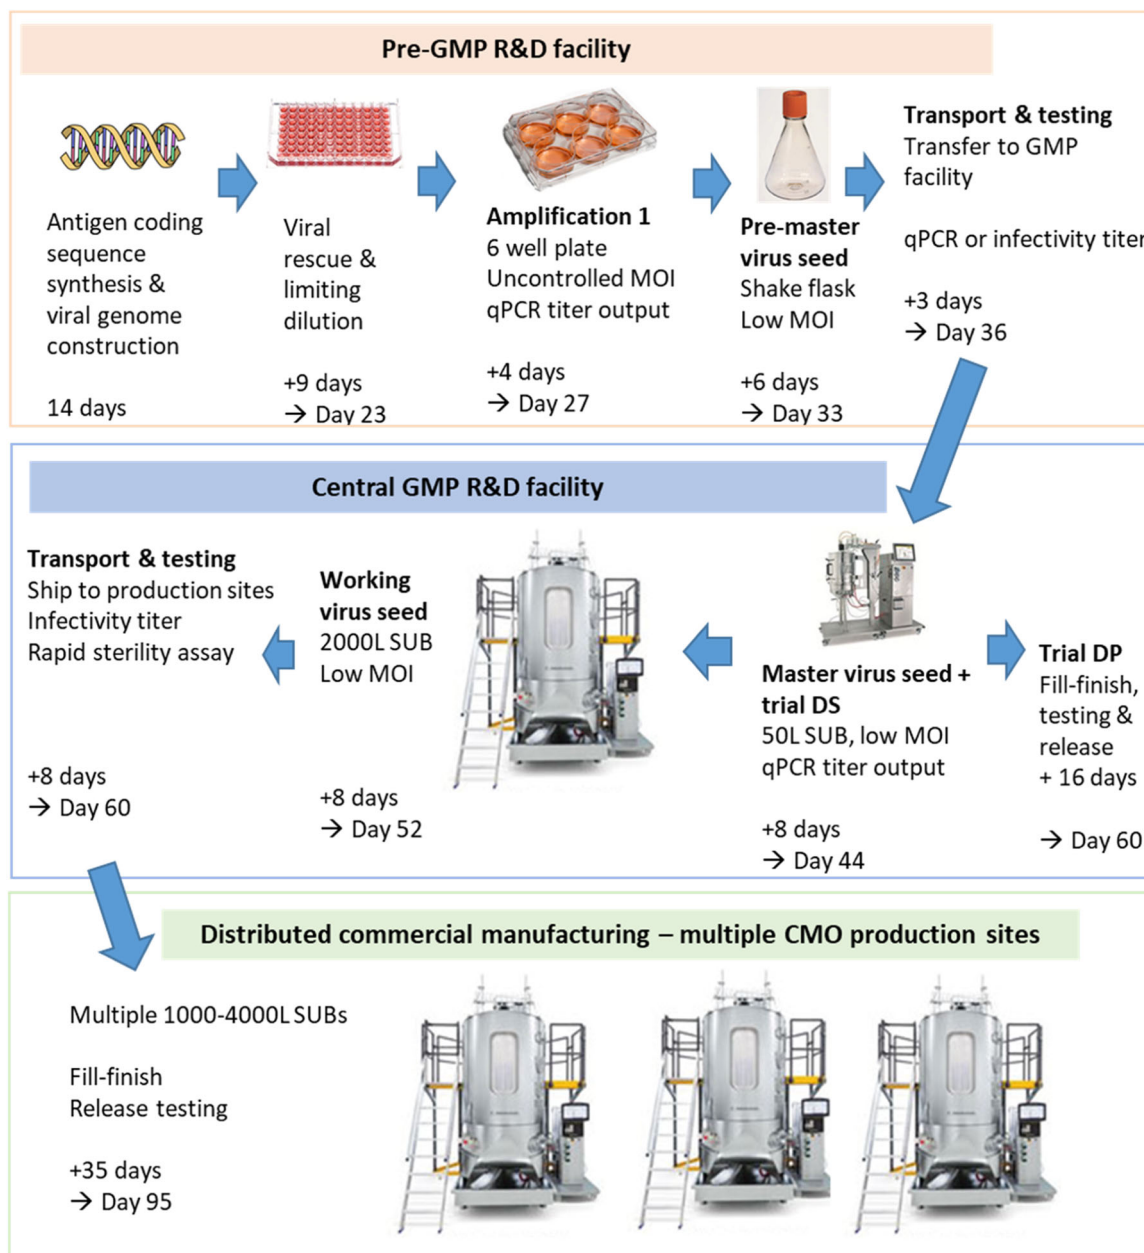 Pre-GMP R&D facility
Antigen coding
sequence
synthesis &
viral genome
construction
14 days
Viral
rescue &
limiting
dilution
+9 days
→ Day 23
Amplification 1
6 well plate
Uncontrolled MOI
qPCR titer output
+4 days
→ Day 27
Pre-master
virus seed
Shake flask
Low MOI
+6 days
→ Day 33
Transport & testing
Transfer to GMP
facility
qPCR or infectivity titer
+3 days
→ Day 36
Central GMP R&D facility
Transport & testing
Ship to production sites
Infectivity titer
Rapid sterility assay
+8 days
→ Day 60
Working
virus seed
2000L SUB
Low MOI
+8 days
→ Day 52
Master virus seed +
trial DS
50L SUB, low MOI
qPCR titer output
+8 days
→ Day 44
Trial DP
Fill-finish,
testing &
release
+ 16 days
→ Day 60
Distributed commercial manufacturing – multiple CMO production sites
Multiple 1000-4000L SUBs
Fill-finish
Release testing
+35 days
→ Day 95